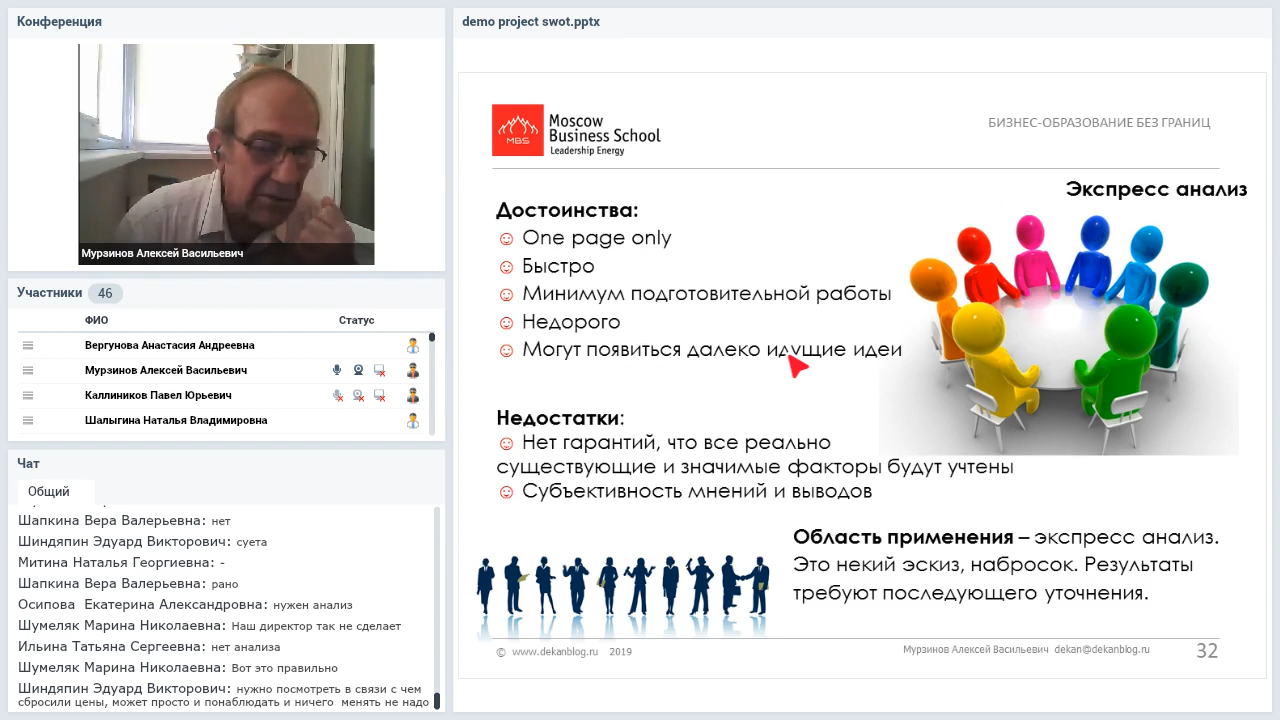 Конференция
Мурзинов Алексей Васильевич
Участники 46
ФИО Статус
Вергунова Анастасия Андреевна
Мурзинов Алексей Васильевич
Каллиников Павел Юрьевич
Шалыгина Наталья Владимировна
Чат
Общий
Шапкина Вера Валерьевна: нет
Шиндяпин Эдуард Викторович: суета
Митина Наталья Георгиевна: -
Шапкина Вера Валерьевна: рано
Осипова Екатерина Александровна: нужен анализ
Шумеляк Марина Николаевна: Наш директор так не сделает
Ильина Татьяна Сергеевна: нет анализа
Шумеляк Марина Николаевна: Вот это правильно
Шиндяпин Эдуард Викторович: нужно посмотреть в связи с чем
сбросили цены, может просто и понаблюдать и ничего менять не надо
demo project swot.pptx
MBS
Moscow
Business School
Leadership Energy
БИЗНЕС-ОБРАЗОВАНИЕ БЕЗ ГРАНИЦ
Экспресс анализ
Достоинства:
☺ One page only
☺ Быстро
☺ Минимум подготовительной работы
☺ Недорого
☺ Могут появиться далеко идущие идеи
Недостатки:
☺ Нет гарантий, что все реально
существующие и значимые факторы будут учтены
☺ Субъективность мнений и выводов
Область применения – экспресс анализ.
Это некий эскиз, набросок. Результаты
требуют последующего уточнения.
© www.dekanblog.ru 2019
Мурзинов Алексей Васильевич dekan@dekanblog.ru
32